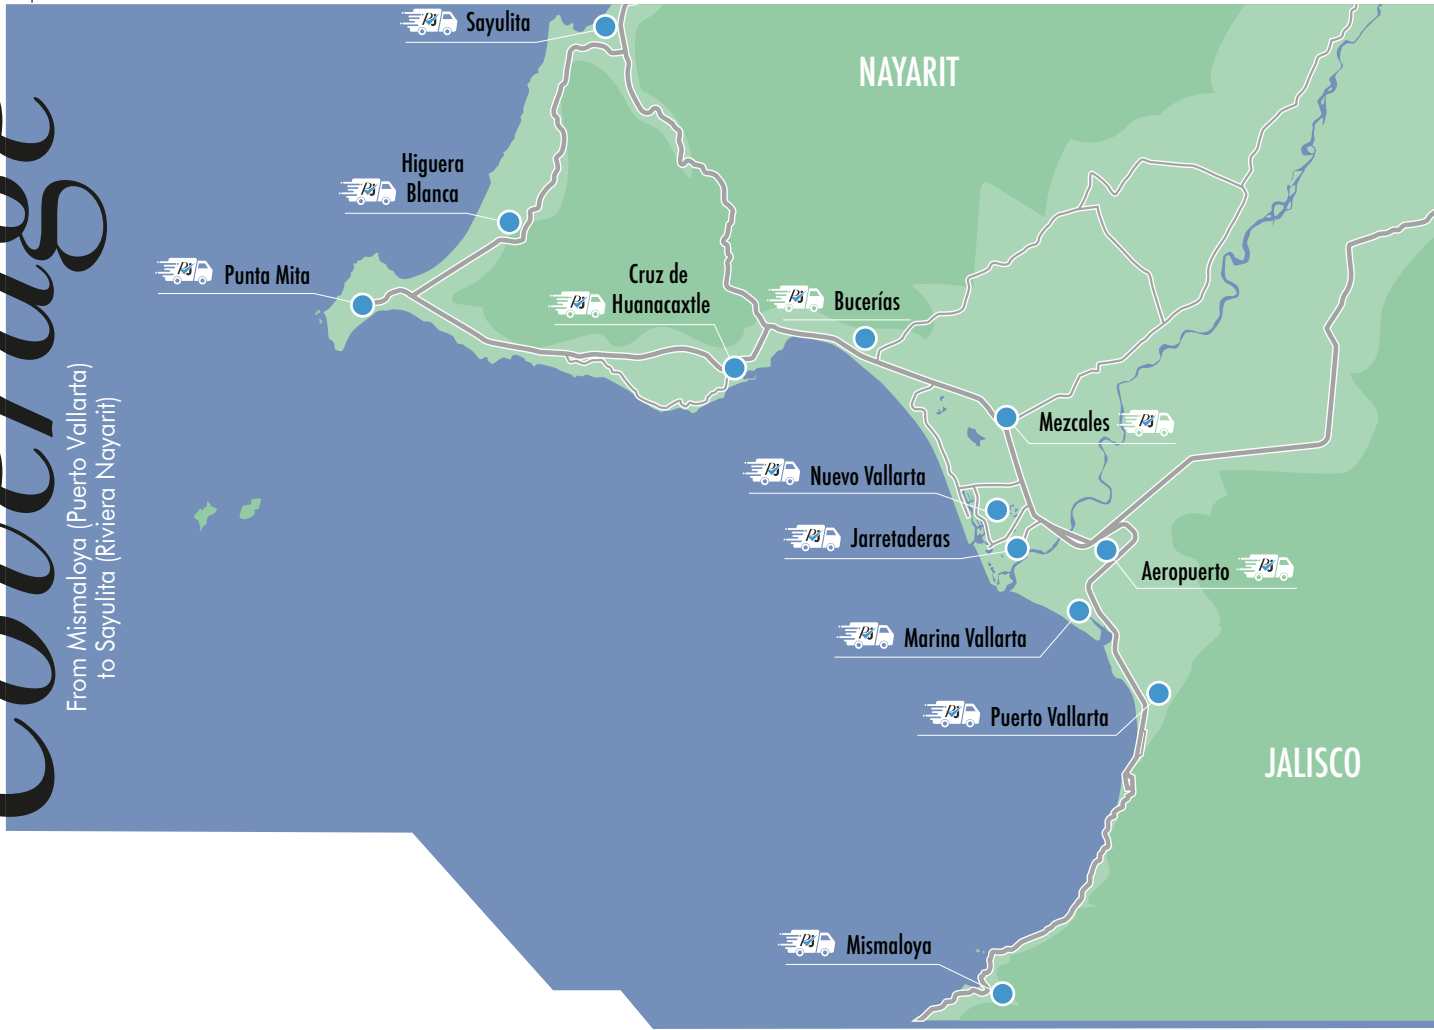 Coverage
From Mismaloya (Puerto Vallarta)
to Sayulita (Riviera Nayarit)
Sayulita
NAYARIT
Higuera
Blanca
Punta Mita
Cruz de
Huanacaxtle
Bucerías
Mezcales
Nuevo Vallarta
Jarretaderas
Aeropuerto
Marina Vallarta
Puerto Vallarta
JALISCO
Mismaloya